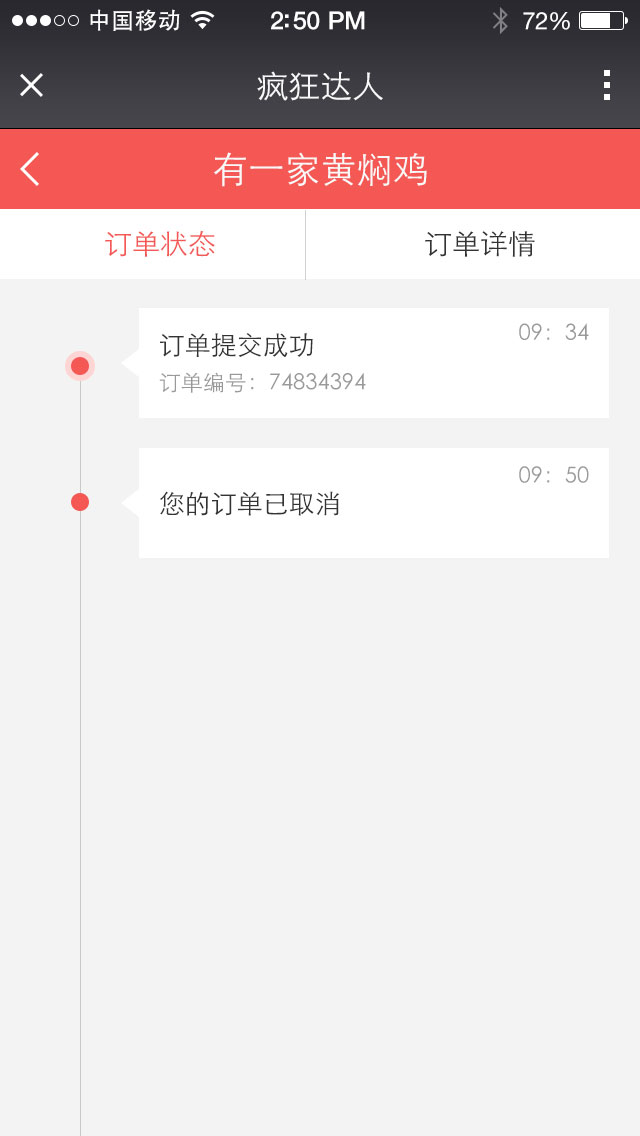 中国移动 2:50 PM 72%
疯狂达人
有一家黄焖鸡
订单状态 订单详情
订单提交成功 09：34
订单编号：74834394
您的订单已取消 09：50